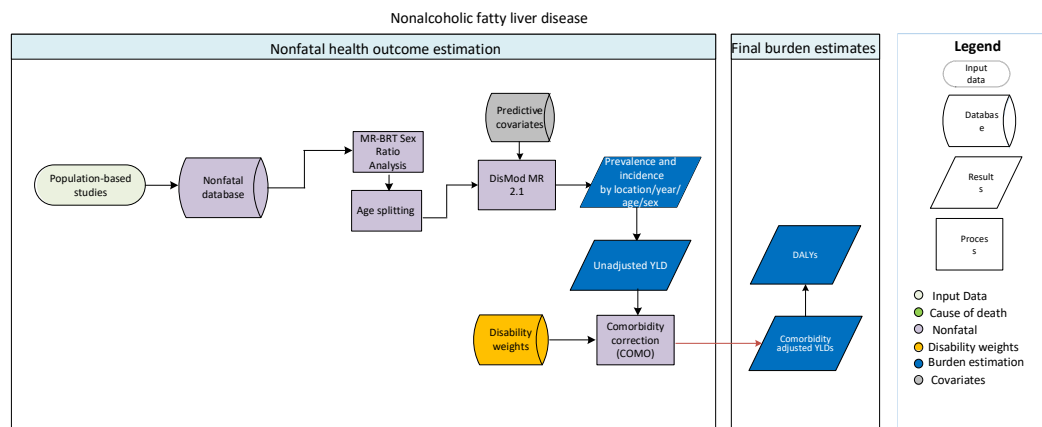 Nonalcoholic fatty liver disease
Nonfatal health outcome estimation
Population-based
studies
Nonfatal
database
MR-BRT Sex
Ratio
Analysis
Age splitting
Predictive
covariates
DisMod MR
2.1
Prevalence and
incidence
by location/year/
age/sex
Unadjusted YLD
Disability
weights
Comorbidity
correction
(COMO)
Final burden estimates
DALYs
Comorbidity
adjusted YLDs
Legend
Input
data
Databas
e
Result
s
Proces
s
Input Data
Cause of death
Nonfatal
Disability weights
Burden estimation
Covariates